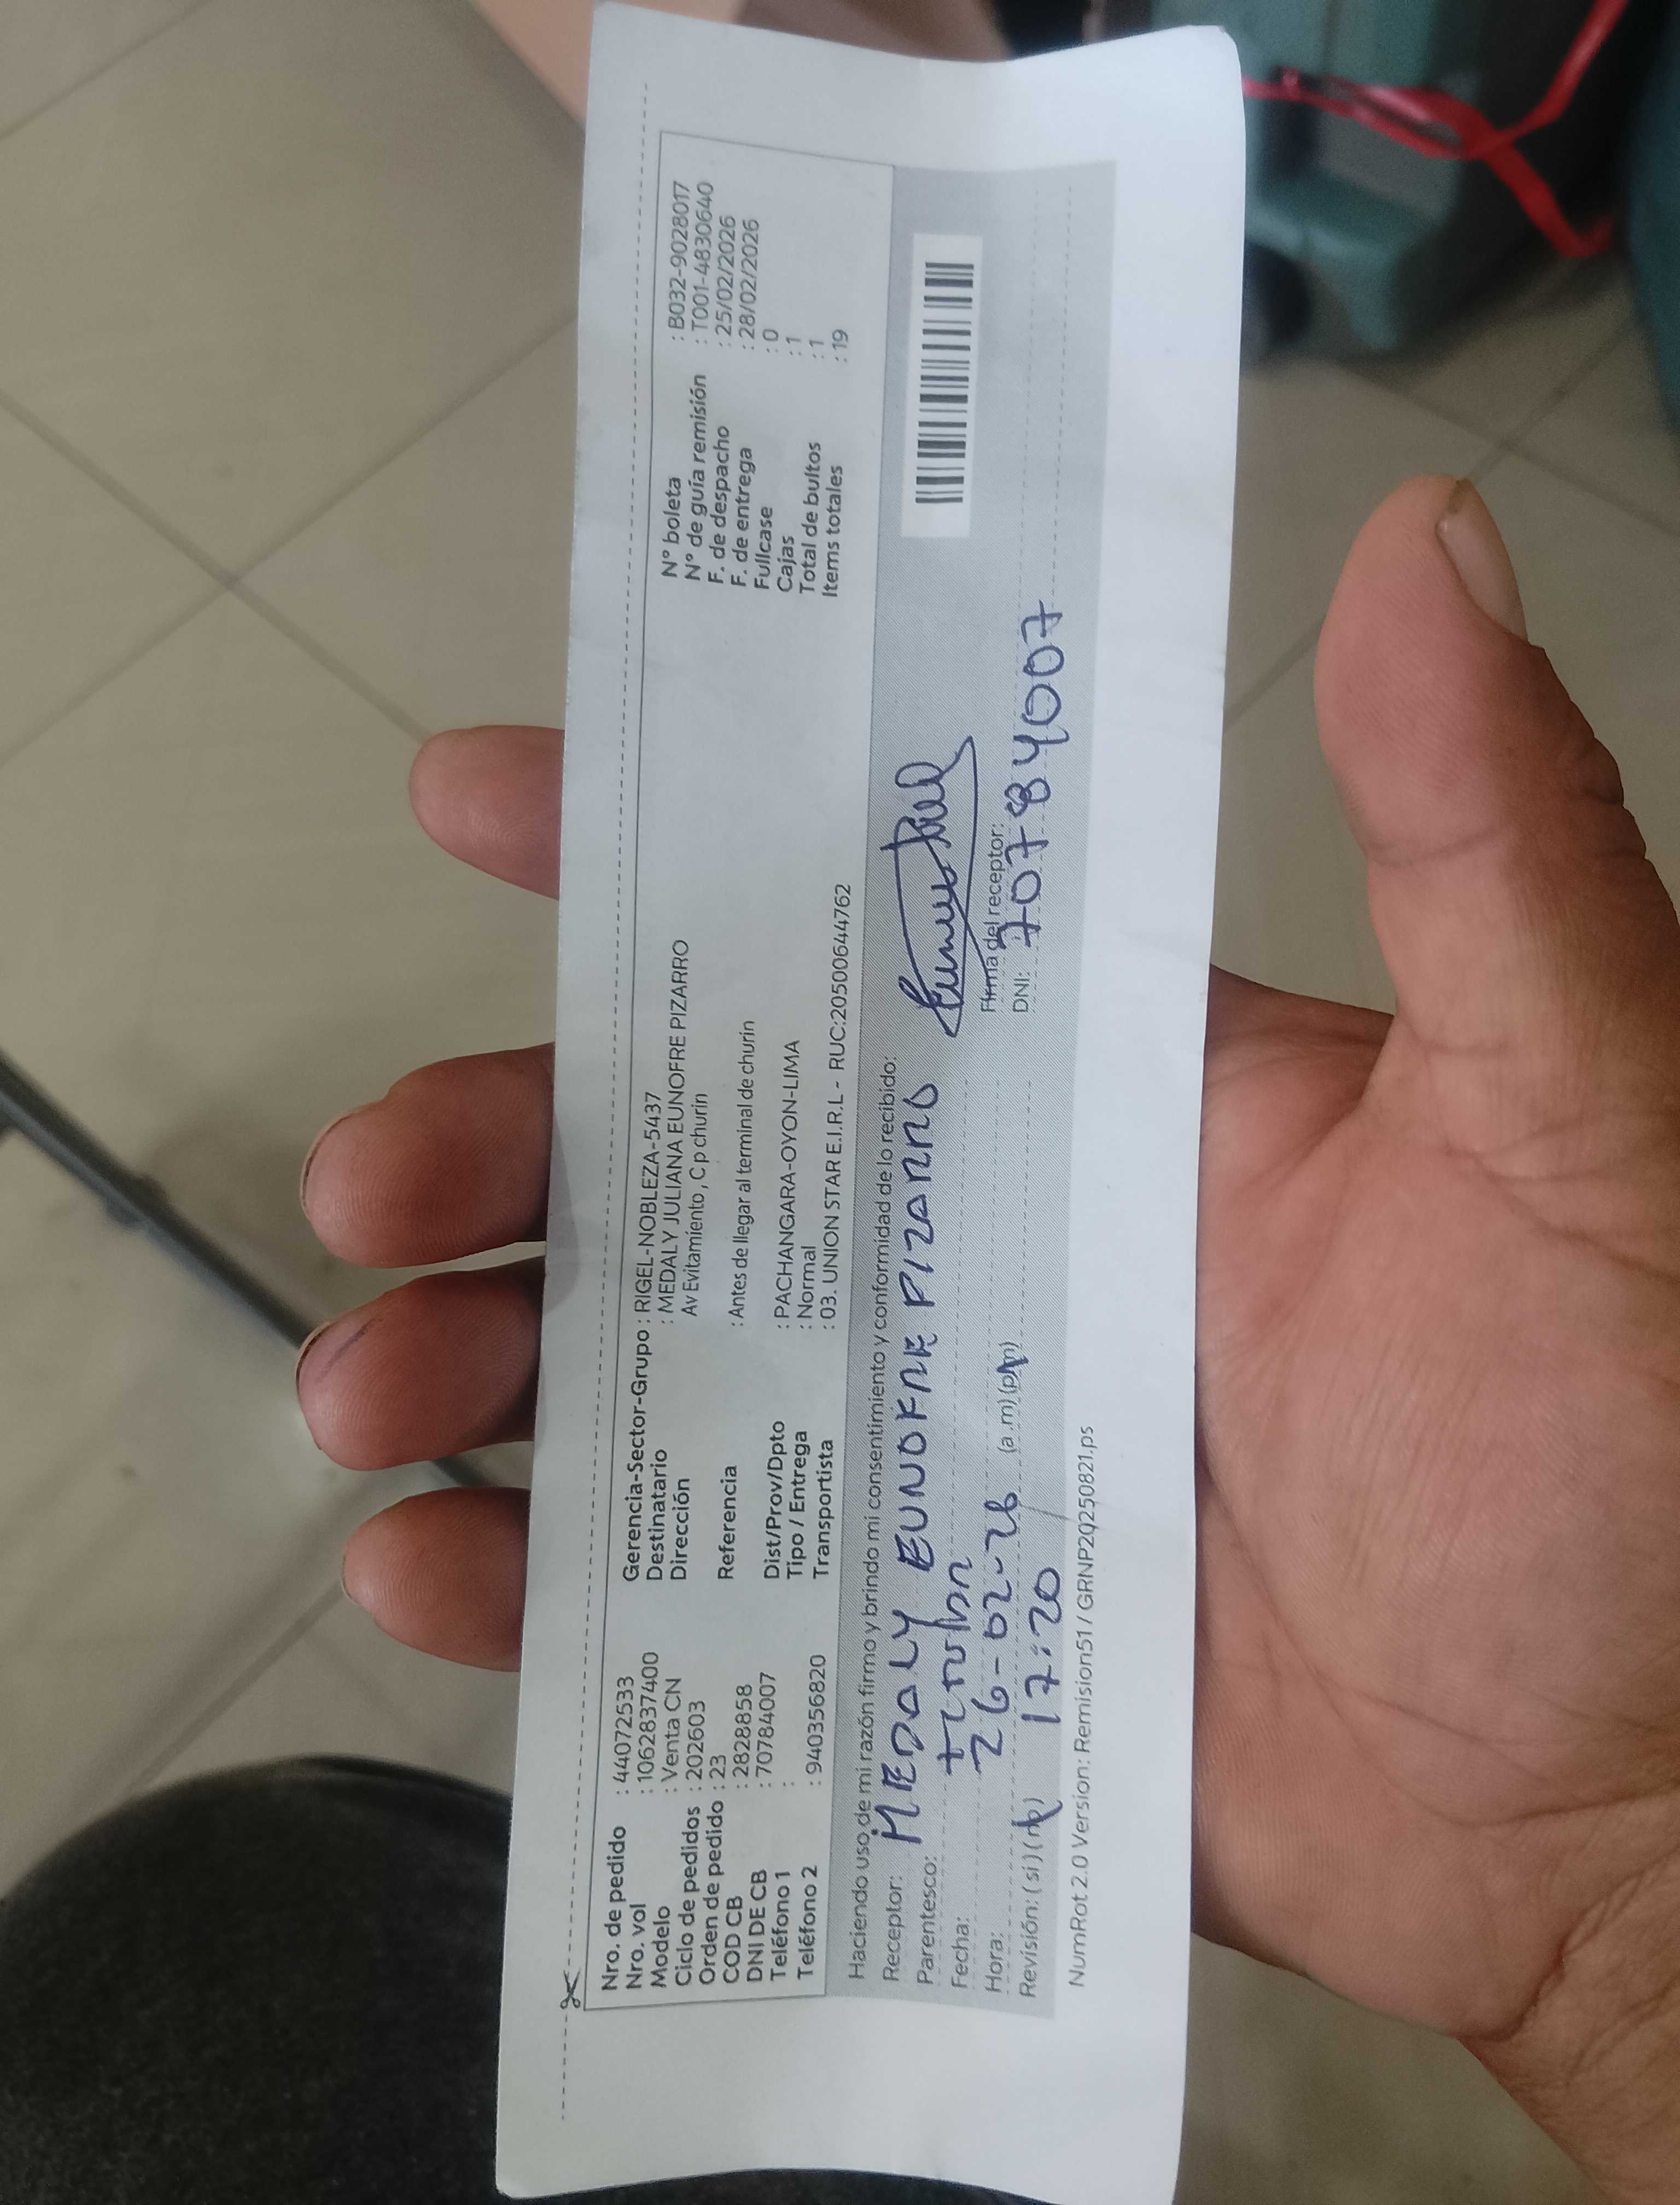 Nro. de pedido : 44072533
Nro. vol : 1062837400
Modelo : Venta CN
Ciclo de pedidos : 202603
Orden de pedido : 23
COD CB : 2828858
DNI DE CB : 70784007
Teléfono 1 :
Teléfono 2 : 940356820
Gerencia-Sector-Grupo : RIGEL-NOBLEZA-5437
Destinatario : MEDALY JULIANA EUNOFRE PIZARRO
Dirección Av Evitamiento , C p churin
Referencia : Antes de llegar al terminal de churin
Dist/Prov/Dpto : PACHANGARA-OYON-LIMA
Tipo / Entrega : Normal
Transportista : 03. UNION STAR E.I.R.L - RUC:20500644762
N° boleta : B032-9028017
N° de guía remisión : T001-4830640
F. de despacho : 25/02/2026
F. de entrega : 28/02/2026
Fullcase : 0
Cajas : 1
Total de bultos : 1
Items totales : 19
Haciendo uso de mi razón firmo y brindo mi consentimiento y conformidad de lo recibido:
Receptor: MEDALY EUNOFRE PIZARRO
Parentesco: titular
Fecha: 26-02-26
Hora: 17:20 (a .m) (p.m)
Revisión: (si) (no)
Firma del receptor:
DNI: 70784007
NumRot 2.0 Version: Remision51 / GRNP2Q250821.ps